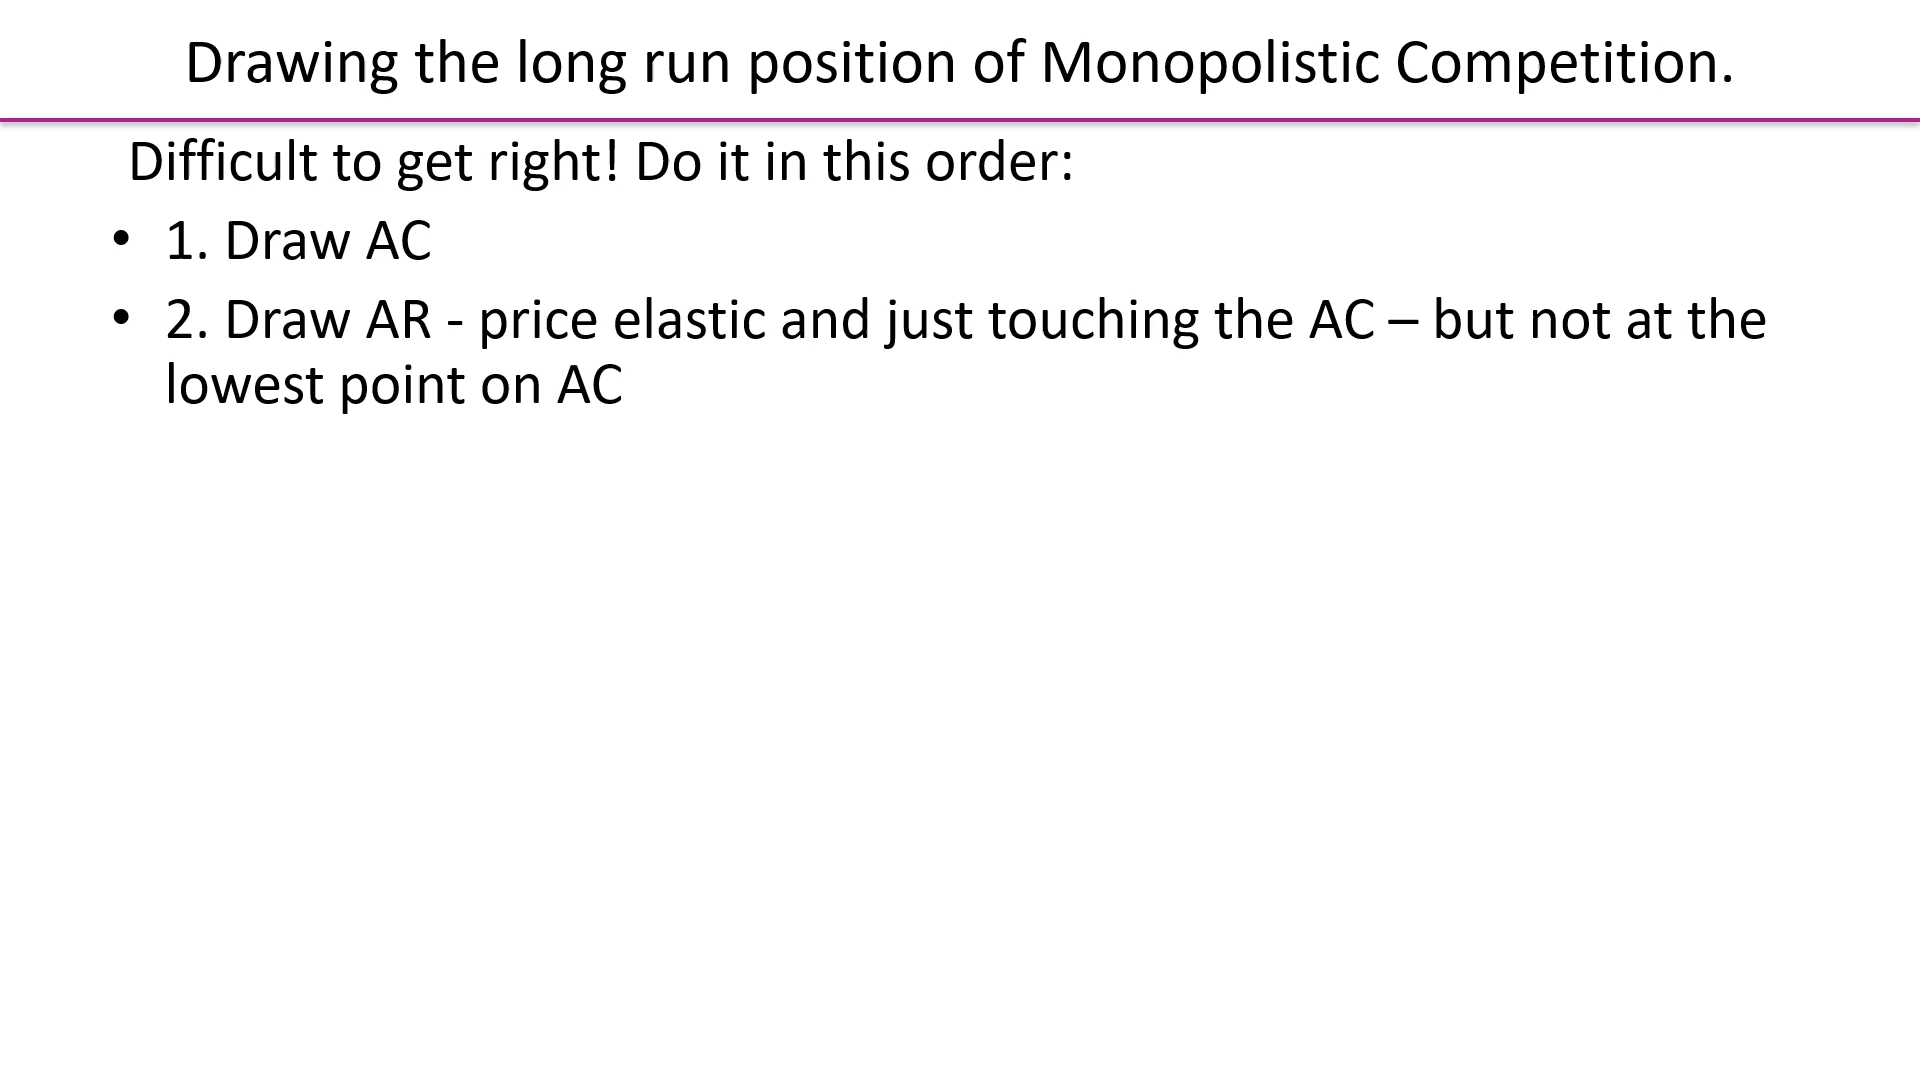 Drawing the long run position of Monopolistic Competition.
Difficult to get right! Do it in this order:
• 1. Draw AC
• 2. Draw AR - price elastic and just touching the AC – but not at the
lowest point on AC